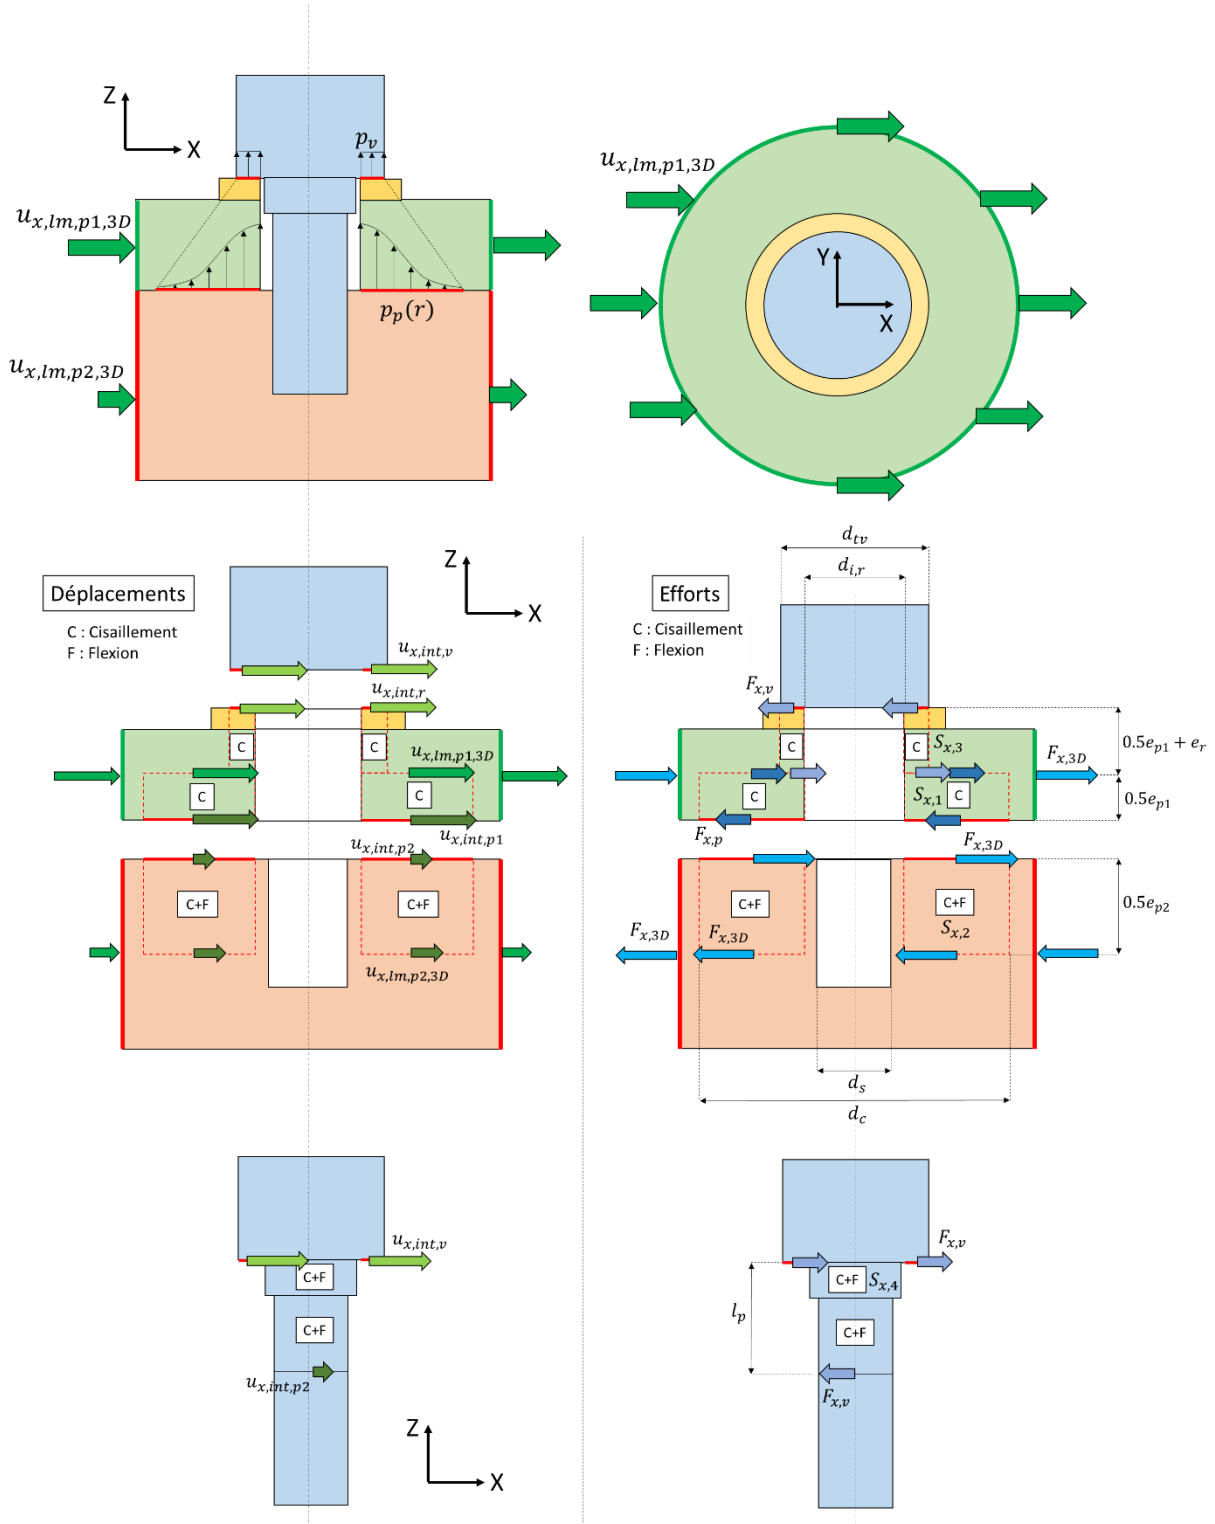 Z
X
p_v
u_{x,lm,p1,3D}
p_p(r)
u_{x,lm,p2,3D}
u_{x,lm,p1,3D}
Y
X
Déplacements
C : Cisaillement
F : Flexion
Z
X
u_{x,int,v}
u_{x,int,r}
C
C
u_{x,lm,p1,3D}
C
C
u_{x,int,p1}
u_{x,int,p2}
C+F
C+F
u_{x,lm,p2,3D}
u_{x,int,v}
C+F
C+F
u_{x,int,p2}
Z
X
Efforts
C : Cisaillement
F : Flexion
d_{tv}
d_{i,r}
F_{x,v}
C
C
S_{x,3}
0.5e_{p1} + e_r
F_{x,3D}
S_{x,1}
C
C
0.5e_{p1}
F_{x,p}
F_{x,3D}
C+F
C+F
0.5e_{p2}
F_{x,3D}
F_{x,3D}
S_{x,2}
d_s
d_c
F_{x,v}
C+F
S_{x,4}
l_p
C+F
F_{x,v}